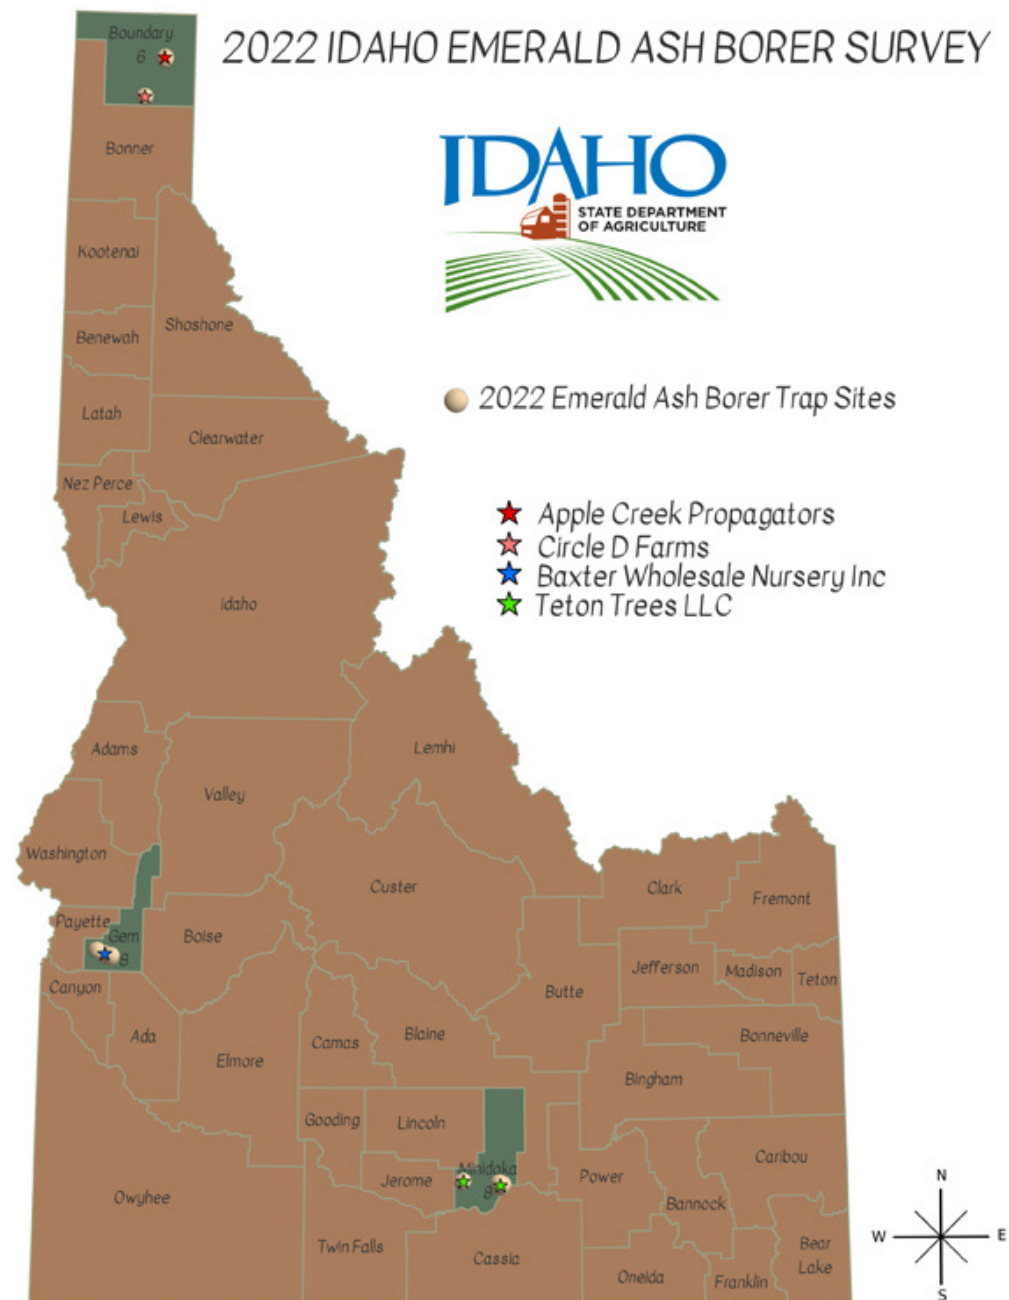 2022 IDAHO EMERALD ASH BORER SURVEY
IDAHO
STATE DEPARTMENT
OF AGRICULTURE
2022 Emerald Ash Borer Trap Sites
Apple Creek Propagators
Circle D Farms
Baxter Wholesale Nursery Inc
Teton Trees LLC
Boundary
6
Bonner
Kootenai
Shoshone
Benewah
Latah
Clearwater
Nez Perce
Lewis
Idaho
Adams
Lemhi
Valley
Washington
Custer
Clark
Fremont
Payette
Gem
8
Boise
Jefferson
Madison
Teton
Canyon
Butte
Ada
Camas
Blaine
Bonneville
Elmore
Bingham
Gooding
Lincoln
Minidoka
8
Jerome
Power
Caribou
Owyhee
Bannock
Twin Falls
Cassia
Bear
Lake
Oneida
Franklin
N
W
E
S